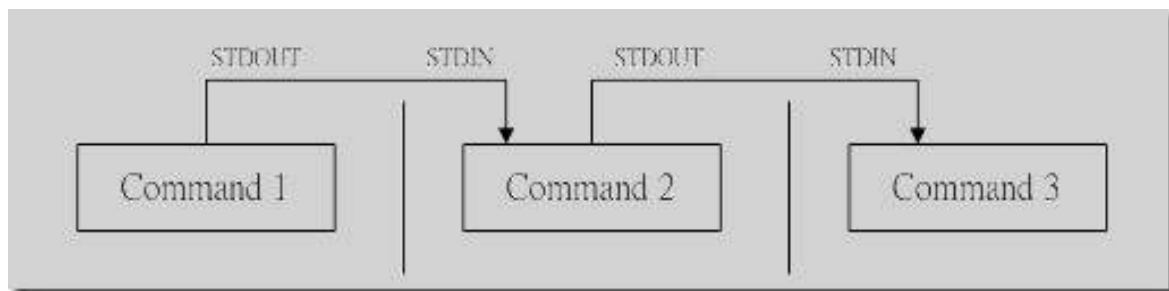 STDOUT STDIN STDOUT STDIN
Command 1 Command 2 Command 3